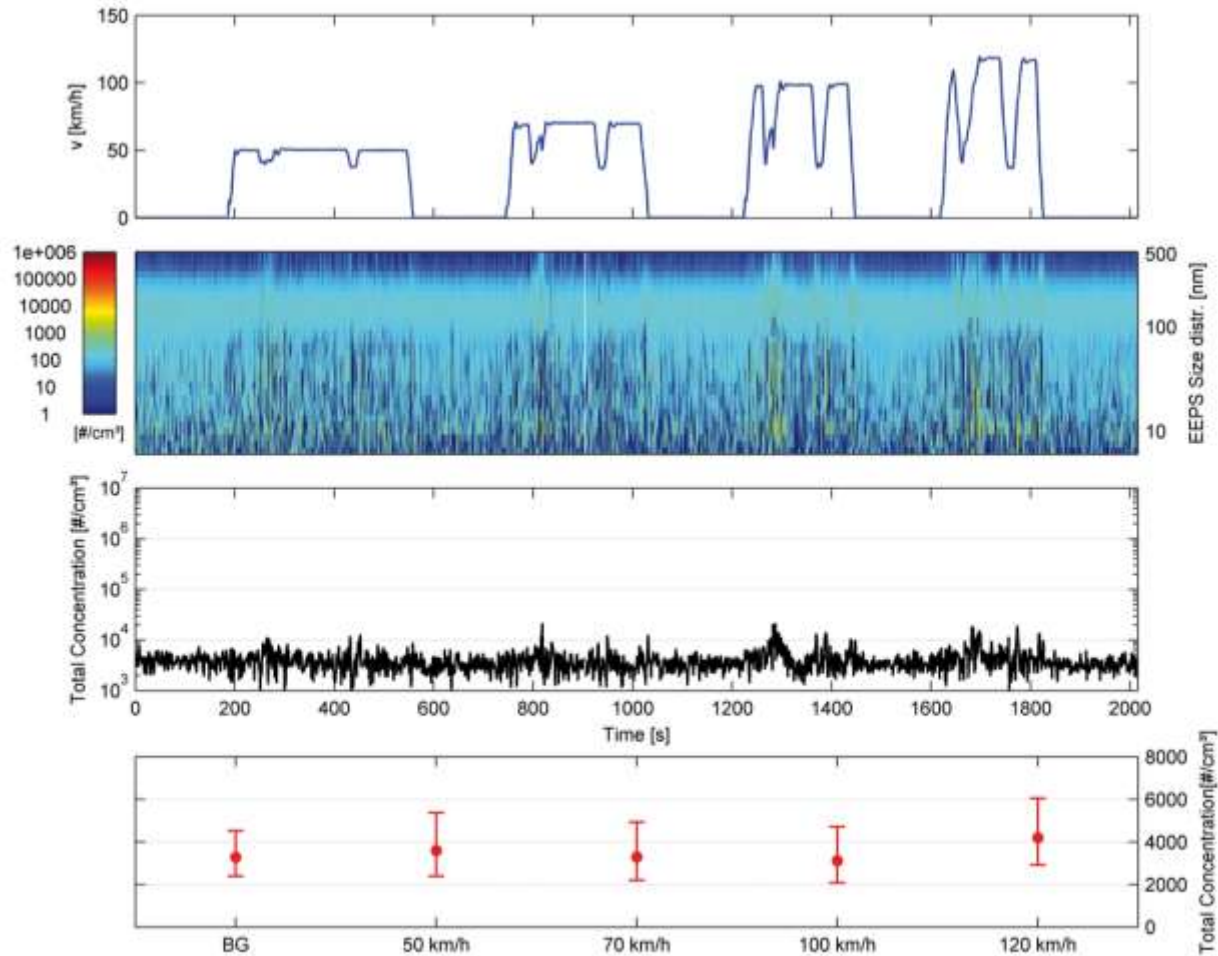 150
100
50
0
v [km/h]
1e+006
100000
10000
1000
100
10
1
[#/cm³]
500
100
10
EEPS Size distr. [nm]
10⁷
10⁶
10⁵
10⁴
10³
Total Concentration [#/cm³]
0 200 400 600 800 1000 1200 1400 1600 1800 2000
Time [s]
8000
6000
4000
2000
0
Total Concentration[#/cm³]
BG 50 km/h 70 km/h 100 km/h 120 km/h